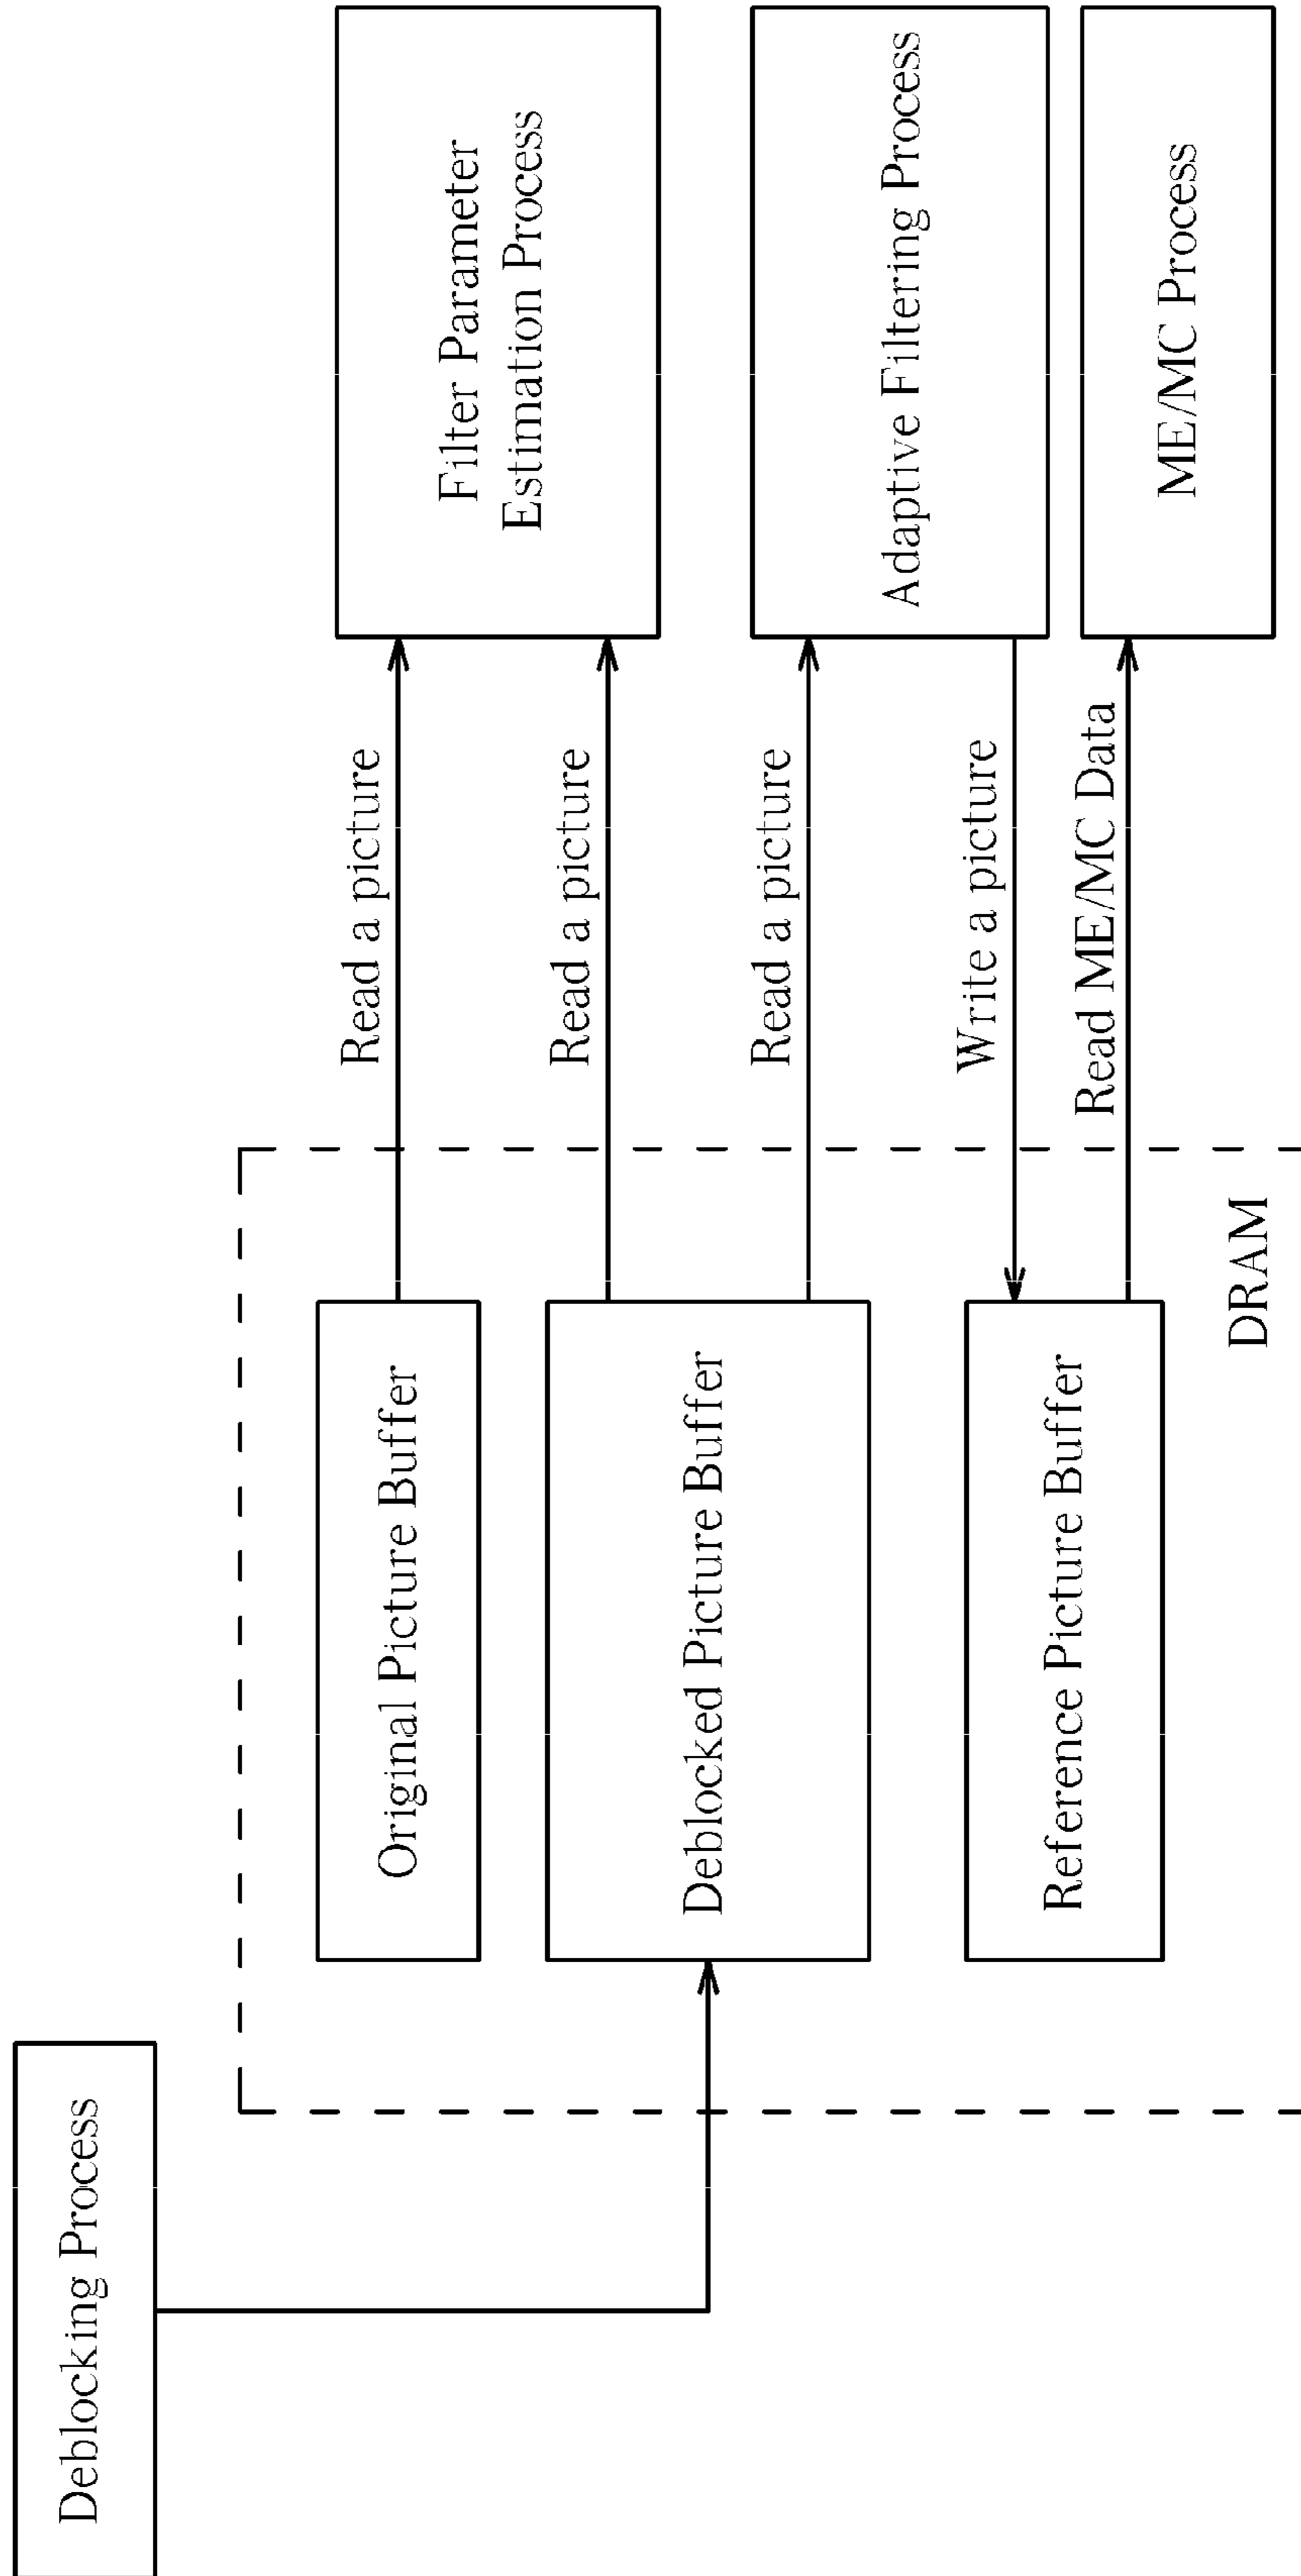 Deblocking Process
Original Picture Buffer
Read a picture
Filter Parameter
Estimation Process
Read a picture
Deblocked Picture Buffer
Read a picture
Adaptive Filtering Process
Write a picture
Reference Picture Buffer
Read ME/MC Data
ME/MC Process
DRAM